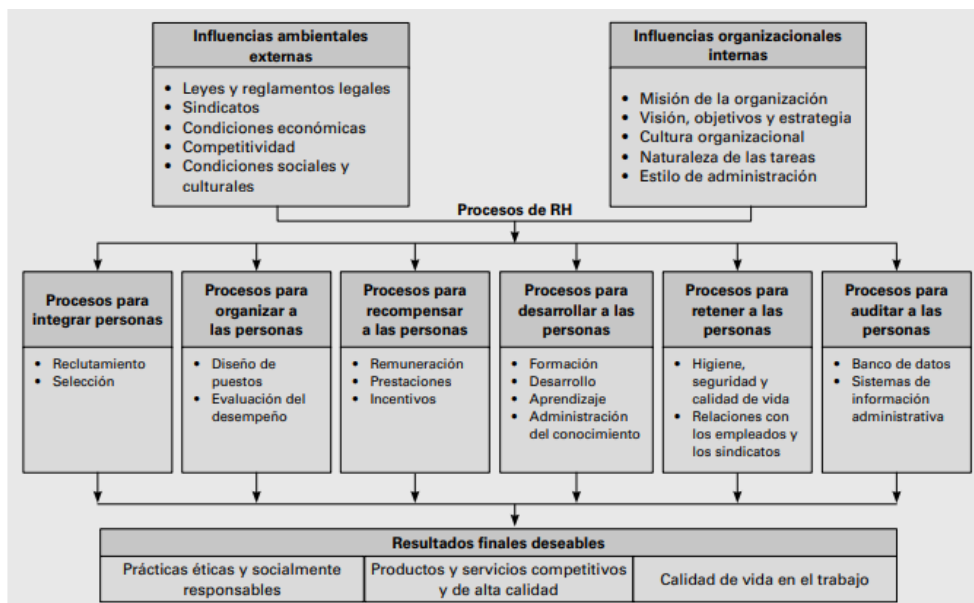 Influencias ambientales
externas
• Leyes y reglamentos legales
• Sindicatos
• Condiciones económicas
• Competitividad
• Condiciones sociales y
culturales
Influencias organizacionales
internas
• Misión de la organización
• Visión, objetivos y estrategia
• Cultura organizacional
• Naturaleza de las tareas
• Estilo de administración
Procesos de RH
Procesos para
integrar personas
• Reclutamiento
• Selección
Procesos para
organizar a
las personas
• Diseño de
puestos
• Evaluación del
desempeño
Procesos para
recompensar
a las personas
• Remuneración
• Prestaciones
• Incentivos
Procesos para
desarrollar a las
personas
• Formación
• Desarrollo
• Aprendizaje
• Administración
del conocimiento
Procesos para
retener a las
personas
• Higiene,
seguridad y
calidad de vida
• Relaciones con
los empleados y
los sindicatos
Procesos para
auditar a las
personas
• Banco de datos
• Sistemas de
información
administrativa
Resultados finales deseables
Prácticas éticas y socialmente
responsables
Productos y servicios competitivos
y de alta calidad
Calidad de vida en el trabajo